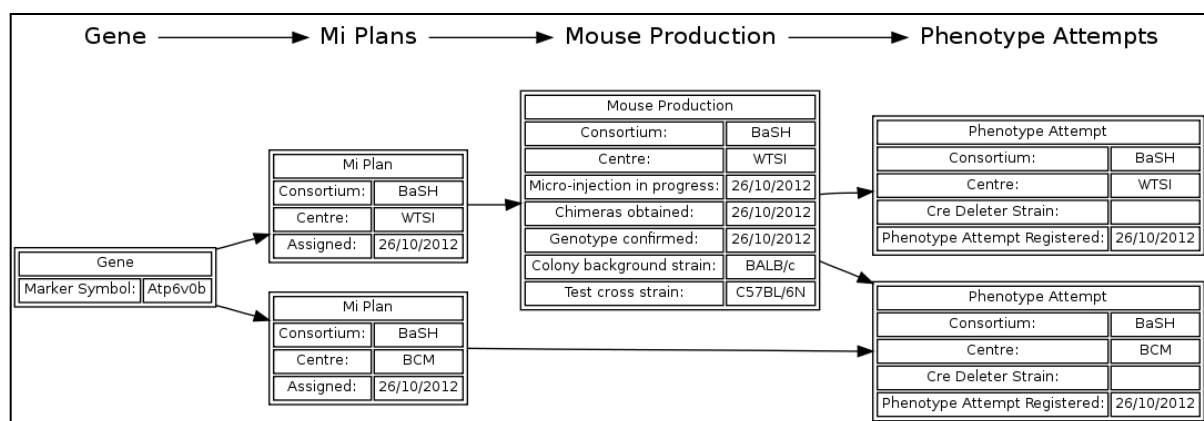 Gene Mi Plans Mouse Production Phenotype Attempts
Gene
Marker Symbol: Atp6v0b
Mi Plan
Consortium: BaSH
Centre: WTSI
Assigned: 26/10/2012
Mi Plan
Consortium: BaSH
Centre: BCM
Assigned: 26/10/2012
Mouse Production
Consortium: BaSH
Centre: WTSI
Micro-injection in progress: 26/10/2012
Chimeras obtained: 26/10/2012
Genotype confirmed: 26/10/2012
Colony background strain: BALB/c
Test cross strain: C57BL/6N
Phenotype Attempt
Consortium: BaSH
Centre: WTSI
Cre Deleter Strain:
Phenotype Attempt Registered: 26/10/2012
Phenotype Attempt
Consortium: BaSH
Centre: BCM
Cre Deleter Strain:
Phenotype Attempt Registered: 26/10/2012